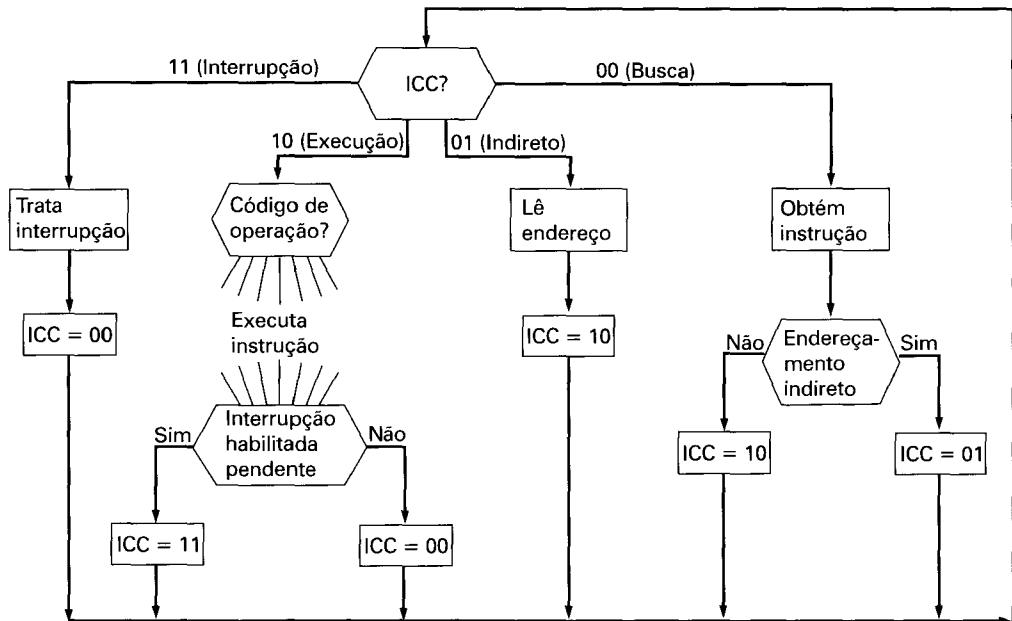 ICC?
11 (Interrupção)
00 (Busca)
10 (Execução)
01 (Indireto)
Trata
interrupção
Código de
operação?
Lê
endereço
Obtém
instrução
ICC = 00
Executa
instrução
ICC = 10
Não
Endereça-
mento
indireto
Sim
Sim
Interrupção
habilitada
pendente
Não
ICC = 10
ICC = 01
ICC = 11
ICC = 00